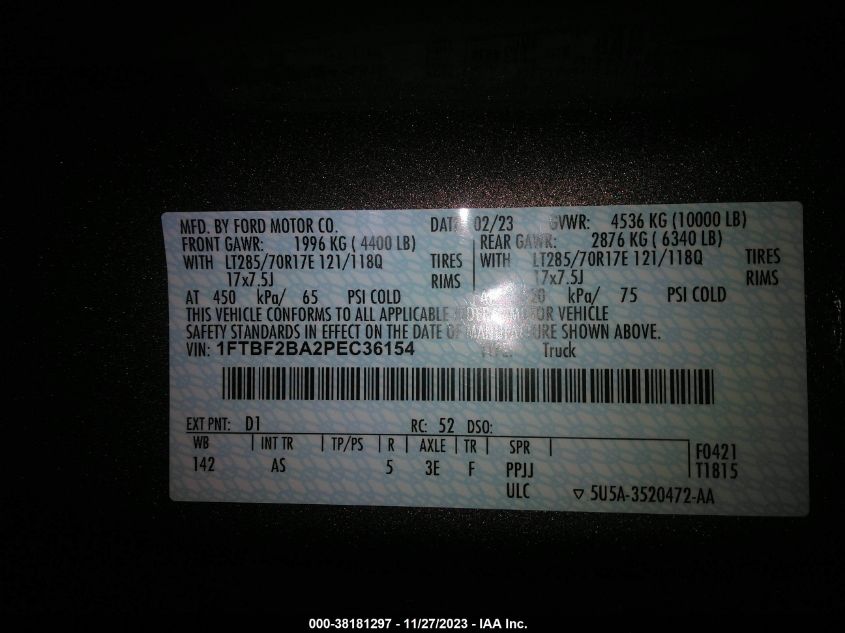 MFD. BY FORD MOTOR CO. DATE: 02/23 GVWR: 4536 KG (10000 LB)
FRONT GAWR: 1996 KG ( 4400 LB) REAR GAWR: 2876 KG ( 6340 LB)
WITH LT285/70R17E 121/118Q TIRES WITH LT285/70R17E 121/118Q TIRES
17x7.5J RIMS 17x7.5J RIMS
AT 450 kPa/ 65 PSI COLD kPa/ 75 PSI COLD
THIS VEHICLE CONFORMS TO ALL APPLICABLE VEHICLE
SAFETY STANDARDS IN EFFECT ON THE DATE OF MANUFACTURE SHOWN ABOVE.
VIN: 1FTBF2BA2PEC36154 TYPE: Truck
EXT PNT: D1 RC: 52 DSO:
WB INT TR TP/PS R AXLE TR SPR F0421
142 AS 5 3E F PPJJ T1815
ULC ▽ 5U5A-3520472-AA
000-38181297 - 11/27/2023 - IAA Inc.